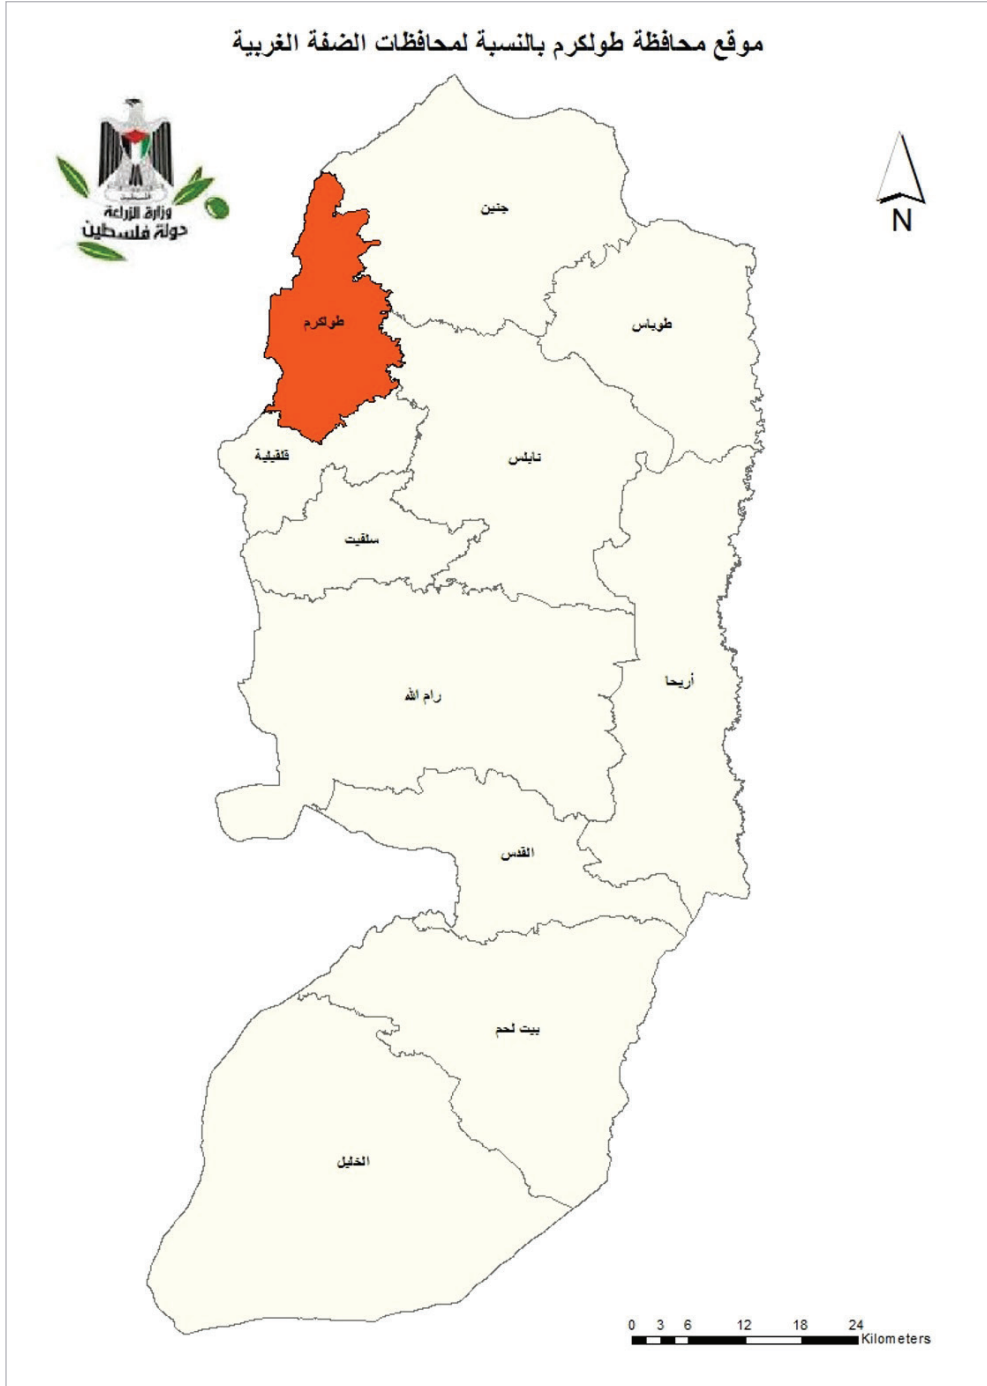 موقع محافظة طولكرم بالنسبة لمحافظات الضفة الغربية
فلسطين
وزارة الزراعة
دولة فلسطين
N
جنين
طولكرم
طوباس
قلقيلية
نابلس
سلفيت
أريحا
رام الله
القدس
بيت لحم
الخليل
0 3 6 12 18 24
Kilometers